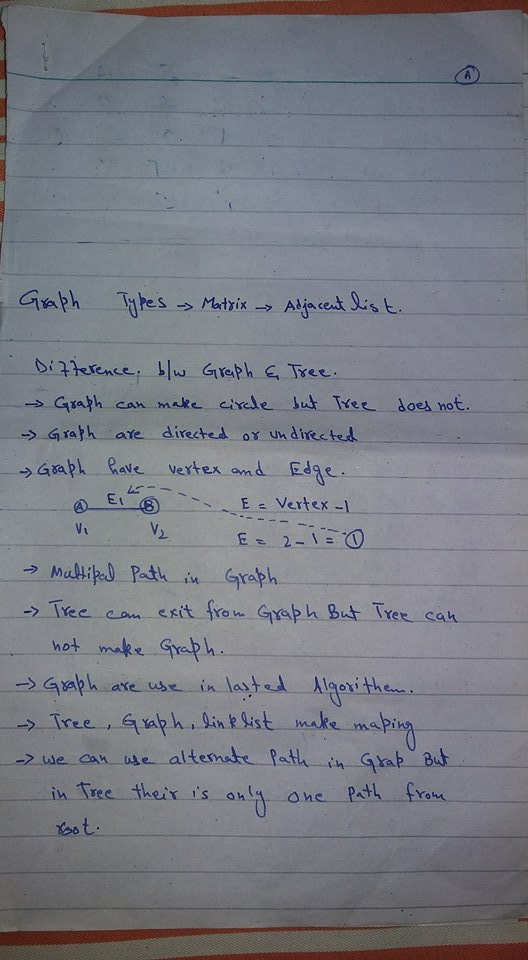 A
Graph Types → Matrix → Adjacent list.
Difference. b/w Graph & Tree.
→ Graph can make circle but Tree does not.
→ Graph are directed or undirected
→ Graph have vertex and Edge.
A E1 B E = Vertex -1
V1 V2 E = 2-1 = 1
→ Multipal Path in Graph
→ Tree can exit from Graph But Tree can
not make Graph.
→ Graph are use in lasted Algorithem.
→ Tree, Graph, linklist make maping
→ we can use alternate Path in Grap But
in Tree their is only one Path from
root.